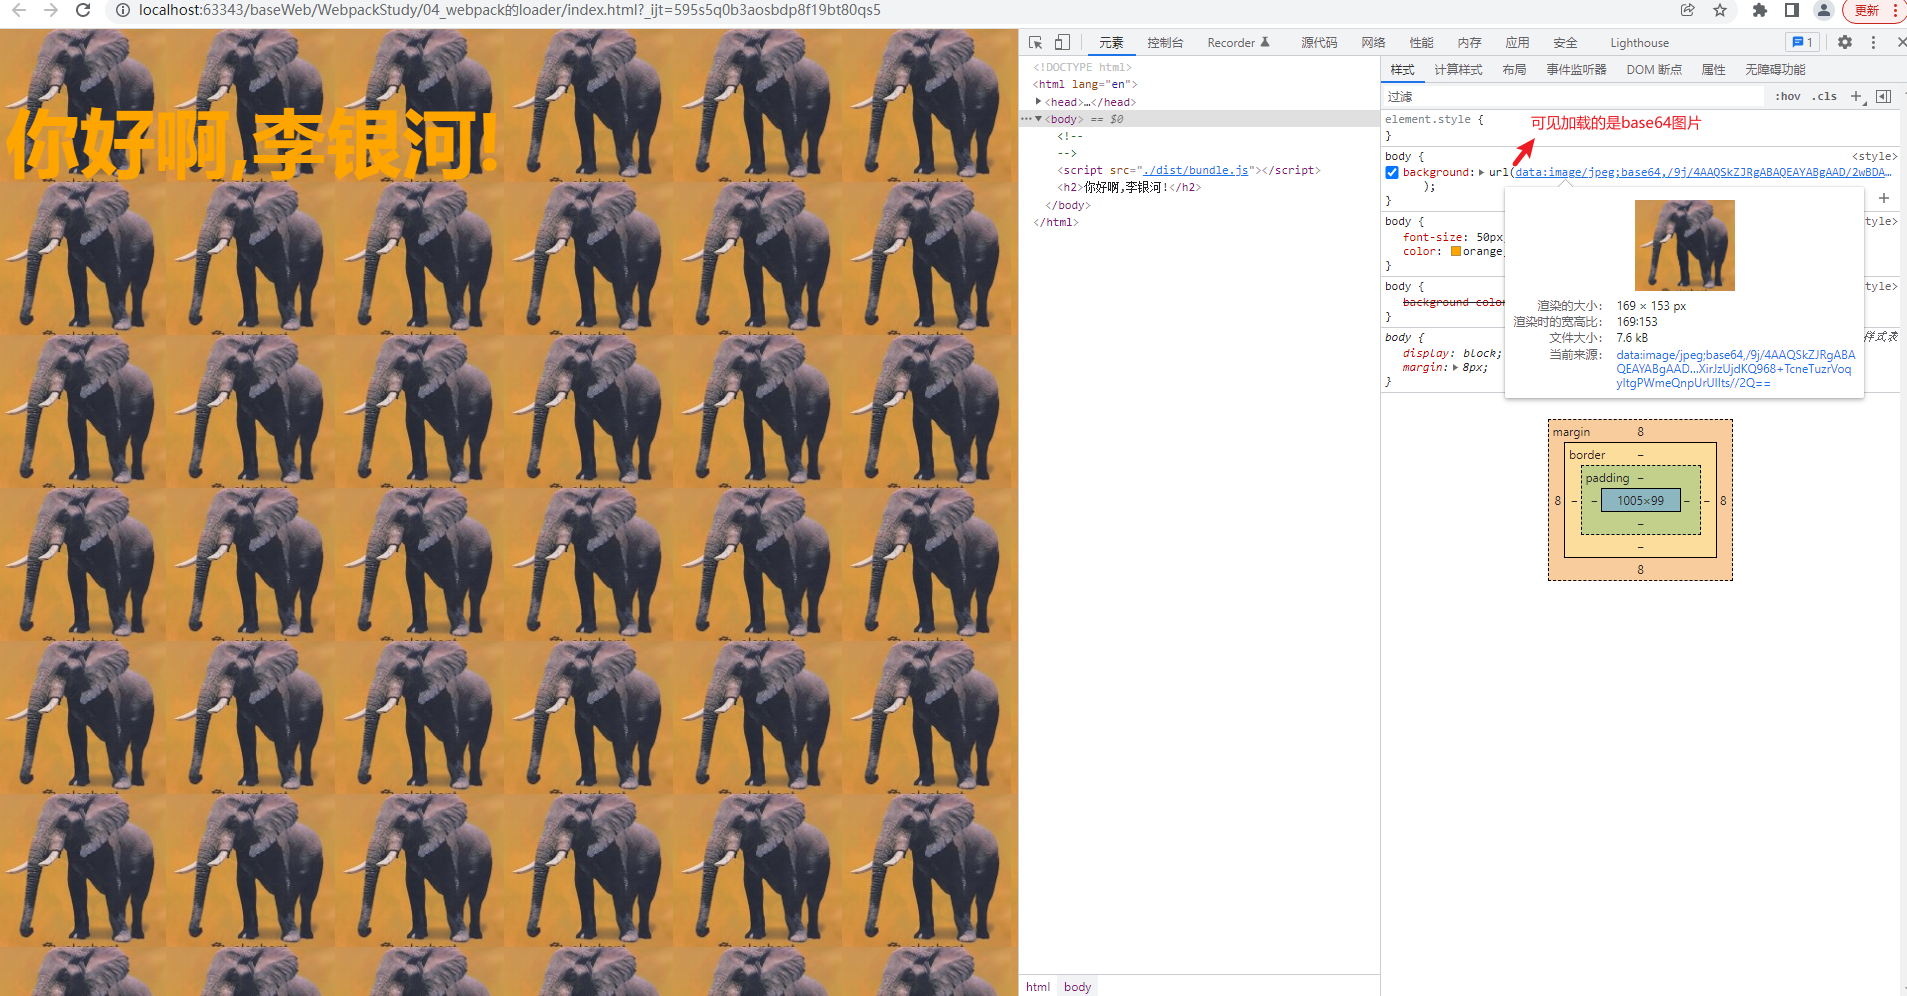 localhost:63343/baseWeb/WebpackStudy/04_webpack的loader/index.html?_ijt=595s5q0b3aosbdp8f19bt80qs5
更新
你好啊,李银河!
元素 控制台 Recorder 源代码 网络 性能 内存 应用 安全 Lighthouse 1
<!DOCTYPE html>
<html lang="en">
<head>…</head>
<body> == $0
<!--
-->
<script src="./dist/bundle.js"></script>
<h2>你好啊,李银河!</h2>
</body>
</html>
html body
样式 计算样式 布局 事件监听器 DOM 断点 属性 无障碍功能
过滤 :hov .cls
element.style {
}
可见加载的是base64图片
body { <style>
background: url(data:image/jpeg;base64,/9j/4AAQSkZJRgABAQEAYABgAAD/2wBDA…
);
}
body { tyle>
font-size: 50px
color: orange
}
body { tyle>
background-color
}
body { 样式表
display: block;
margin: 8px;
}
渲染的大小: 169 × 153 px
渲染时的宽高比: 169:153
文件大小: 7.6 kB
当前来源: data:image/jpeg;base64,/9j/4AAQSkZJRgABA
QEAYABgAAD…XirJzUjdKQ968+TcneTuzrVoq
yItgPWmeQnpUrUIIts//2Q==
margin 8
border –
padding –
8 – – 1005×99 – – 8
–
–
8